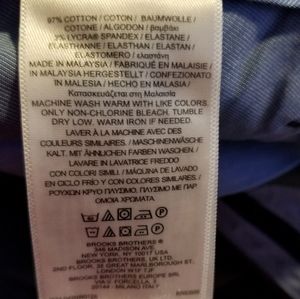 97% COTTON / COTON / BAUMWOLLE /
COTONE / ALGODON / βαμβάκι
3% LYCRA® SPANDEX / ELASTANE /
ELASTHANNE / ELASTHAN / ELASTAN /
ELASTOMERO / ελαστάνη
MADE IN MALAYSIA / FABRIQUÉ EN MALAISIE /
IN MALAYSIA HERGESTELLT / CONFEZIONATO
IN MALESIA / HECHO EN MALASIA
Κατασκευάζεται στη Μαλαισία
MACHINE WASH WARM WITH LIKE COLORS.
ONLY NON-CHLORINE BLEACH. TUMBLE
DRY LOW. WARM IRON IF NEEDED.
LAVER À LA MACHINE AVEC DES
COULEURS SIMILAIRES. / MASCHINENWÄSCHE
KALT. MIT ÄHNLICHEN FARBEN WASCHEN. /
LAVARE IN LAVATRICE FREDDO
CON COLORI SIMILI / MÁQUINA DE LAVADO
EN CICLO FRÍO Y CON COLORES SIMILARES. /
ΡΟΥΧΩΝ ΚΡΥΟ ΠΛΥΣΙΜΟ ΜΕ ΠΑΡ
ΟΜΟΙΑ ΧΡΩΜΑΤΑ
BROOKS BROTHERS®
346 MADISON AVE
NEW YORK, NY 10017 USA
BROOKS BROTHERS UK LTD.
2ND FLOOR, 25 GREAT MARLBOROUGH ST.
LONDON W1F 7JF
BROOKS BROTHERS EUROPE SRL
VIA V. FORCELLA, 3
20144 - MILANO ITALY